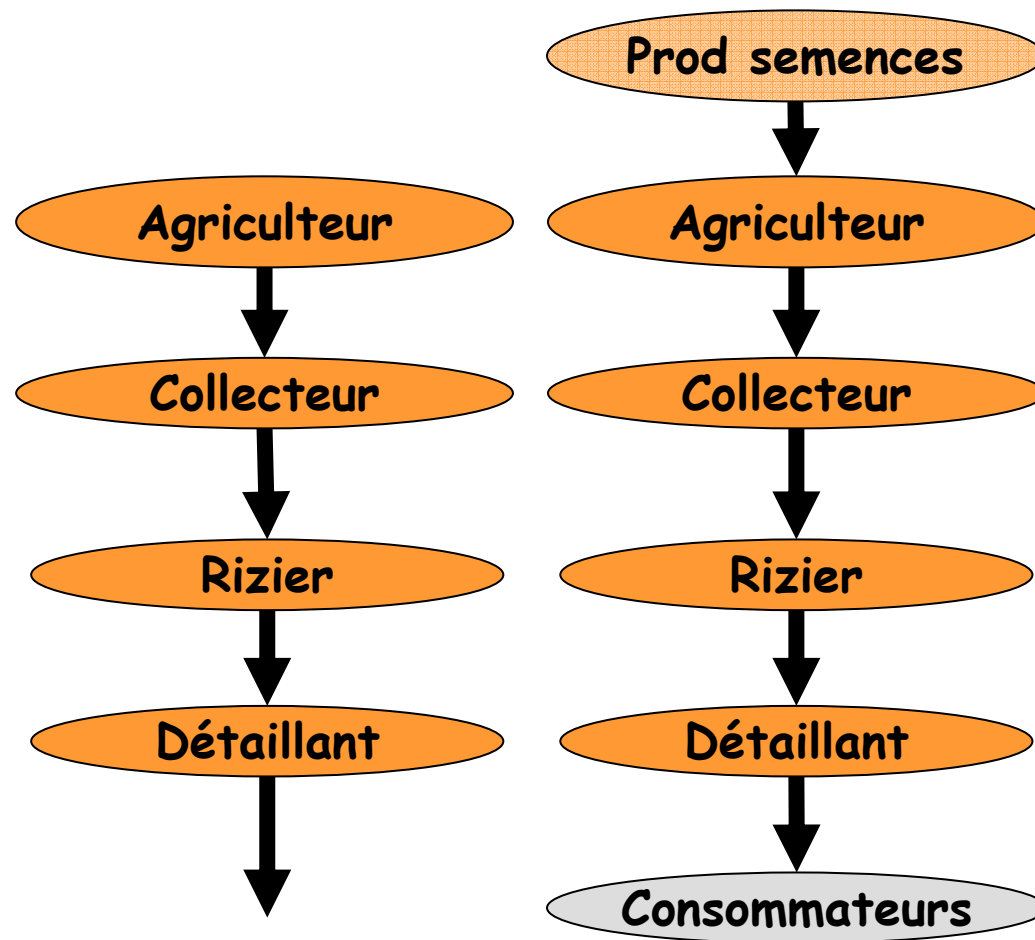 Prod semences
Agriculteur
Agriculteur
Collecteur
Collecteur
Rizier
Rizier
Détaillant
Détaillant
Consommateurs